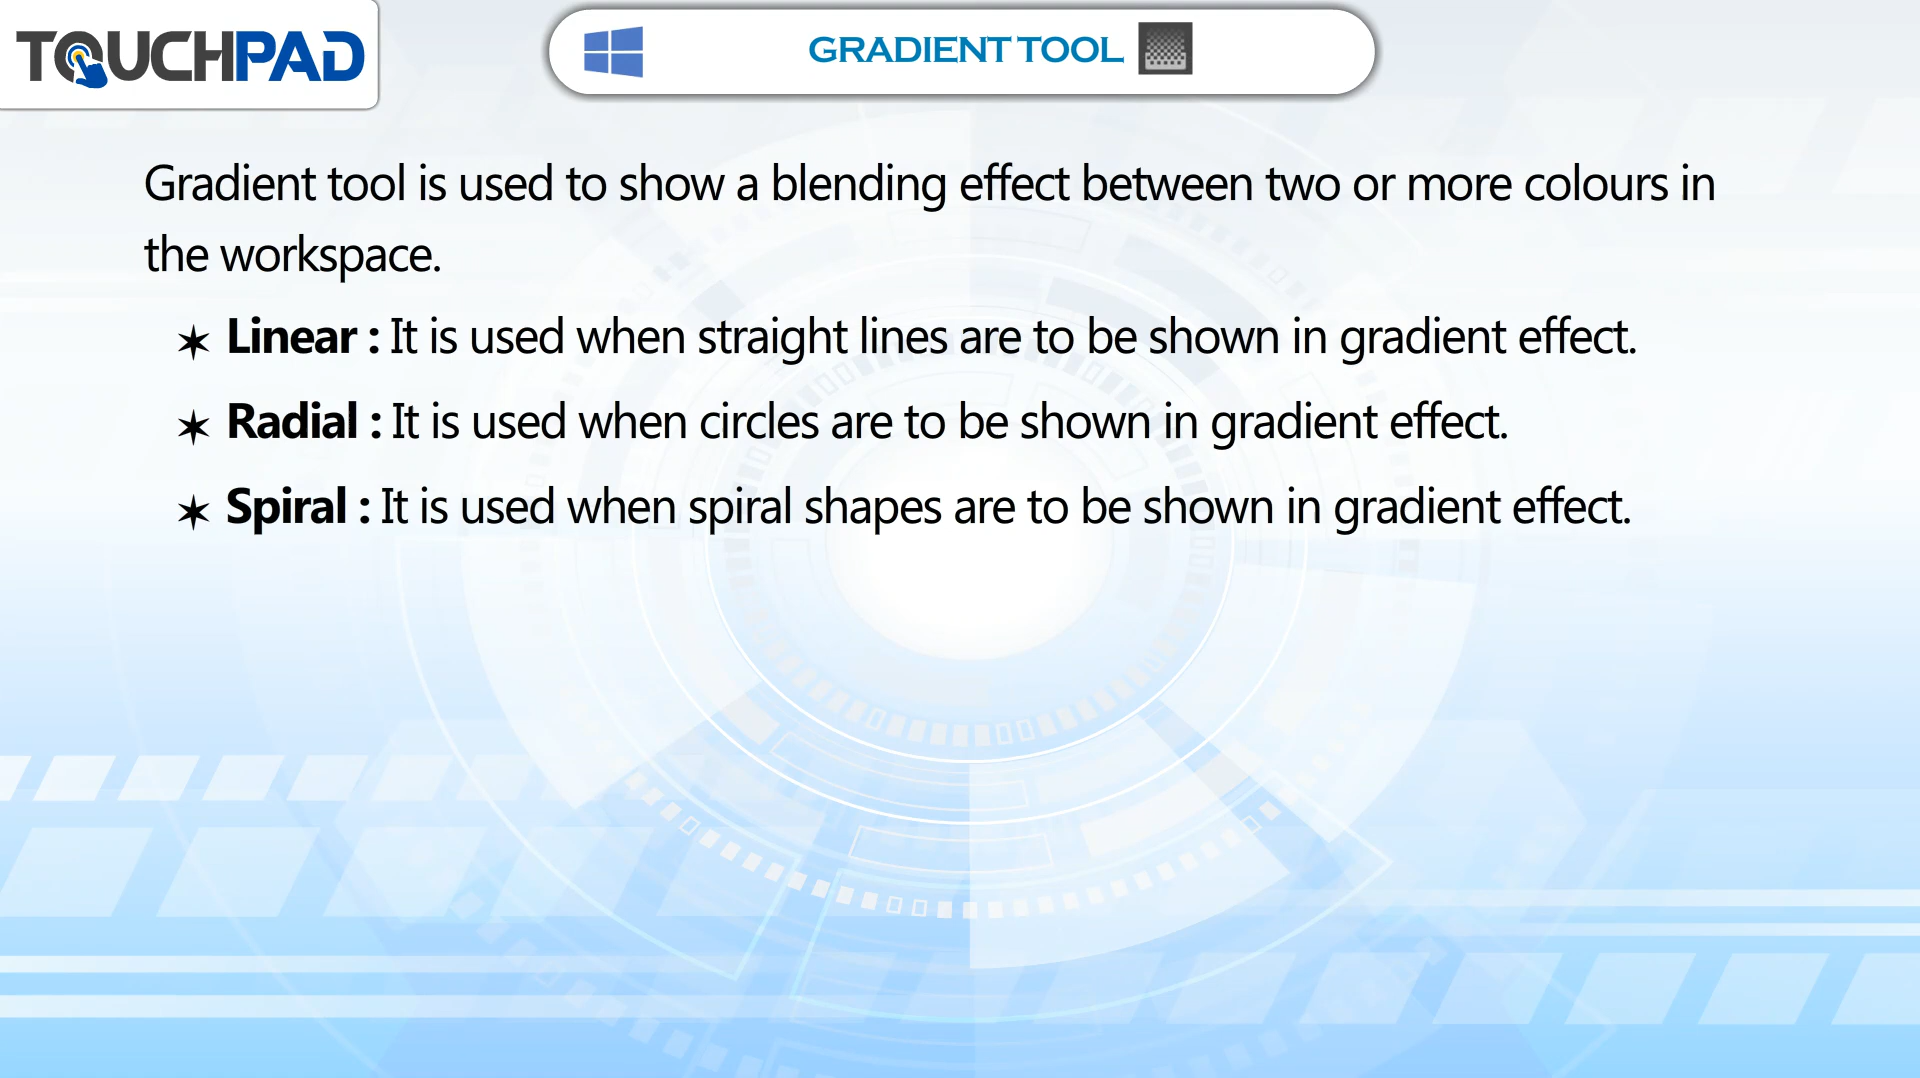 TOUCHPAD
GRADIENT TOOL
Gradient tool is used to show a blending effect between two or more colours in
the workspace.
✶ Linear : It is used when straight lines are to be shown in gradient effect.
✶ Radial : It is used when circles are to be shown in gradient effect.
✶ Spiral : It is used when spiral shapes are to be shown in gradient effect.